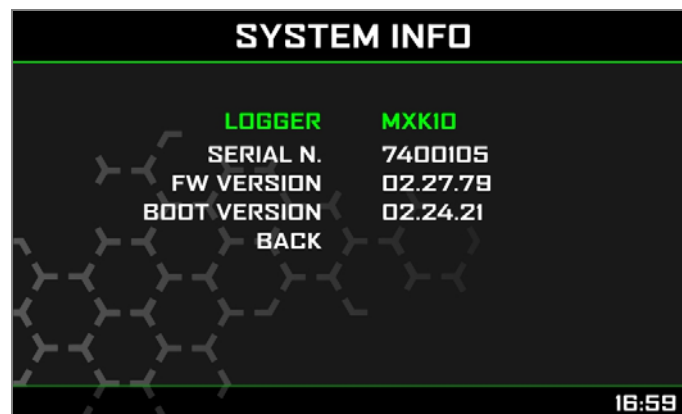 SYSTEM INFO
LOGGER MXK10
SERIAL N. 7400105
FW VERSION 02.27.79
BOOT VERSION 02.24.21
BACK
16:59